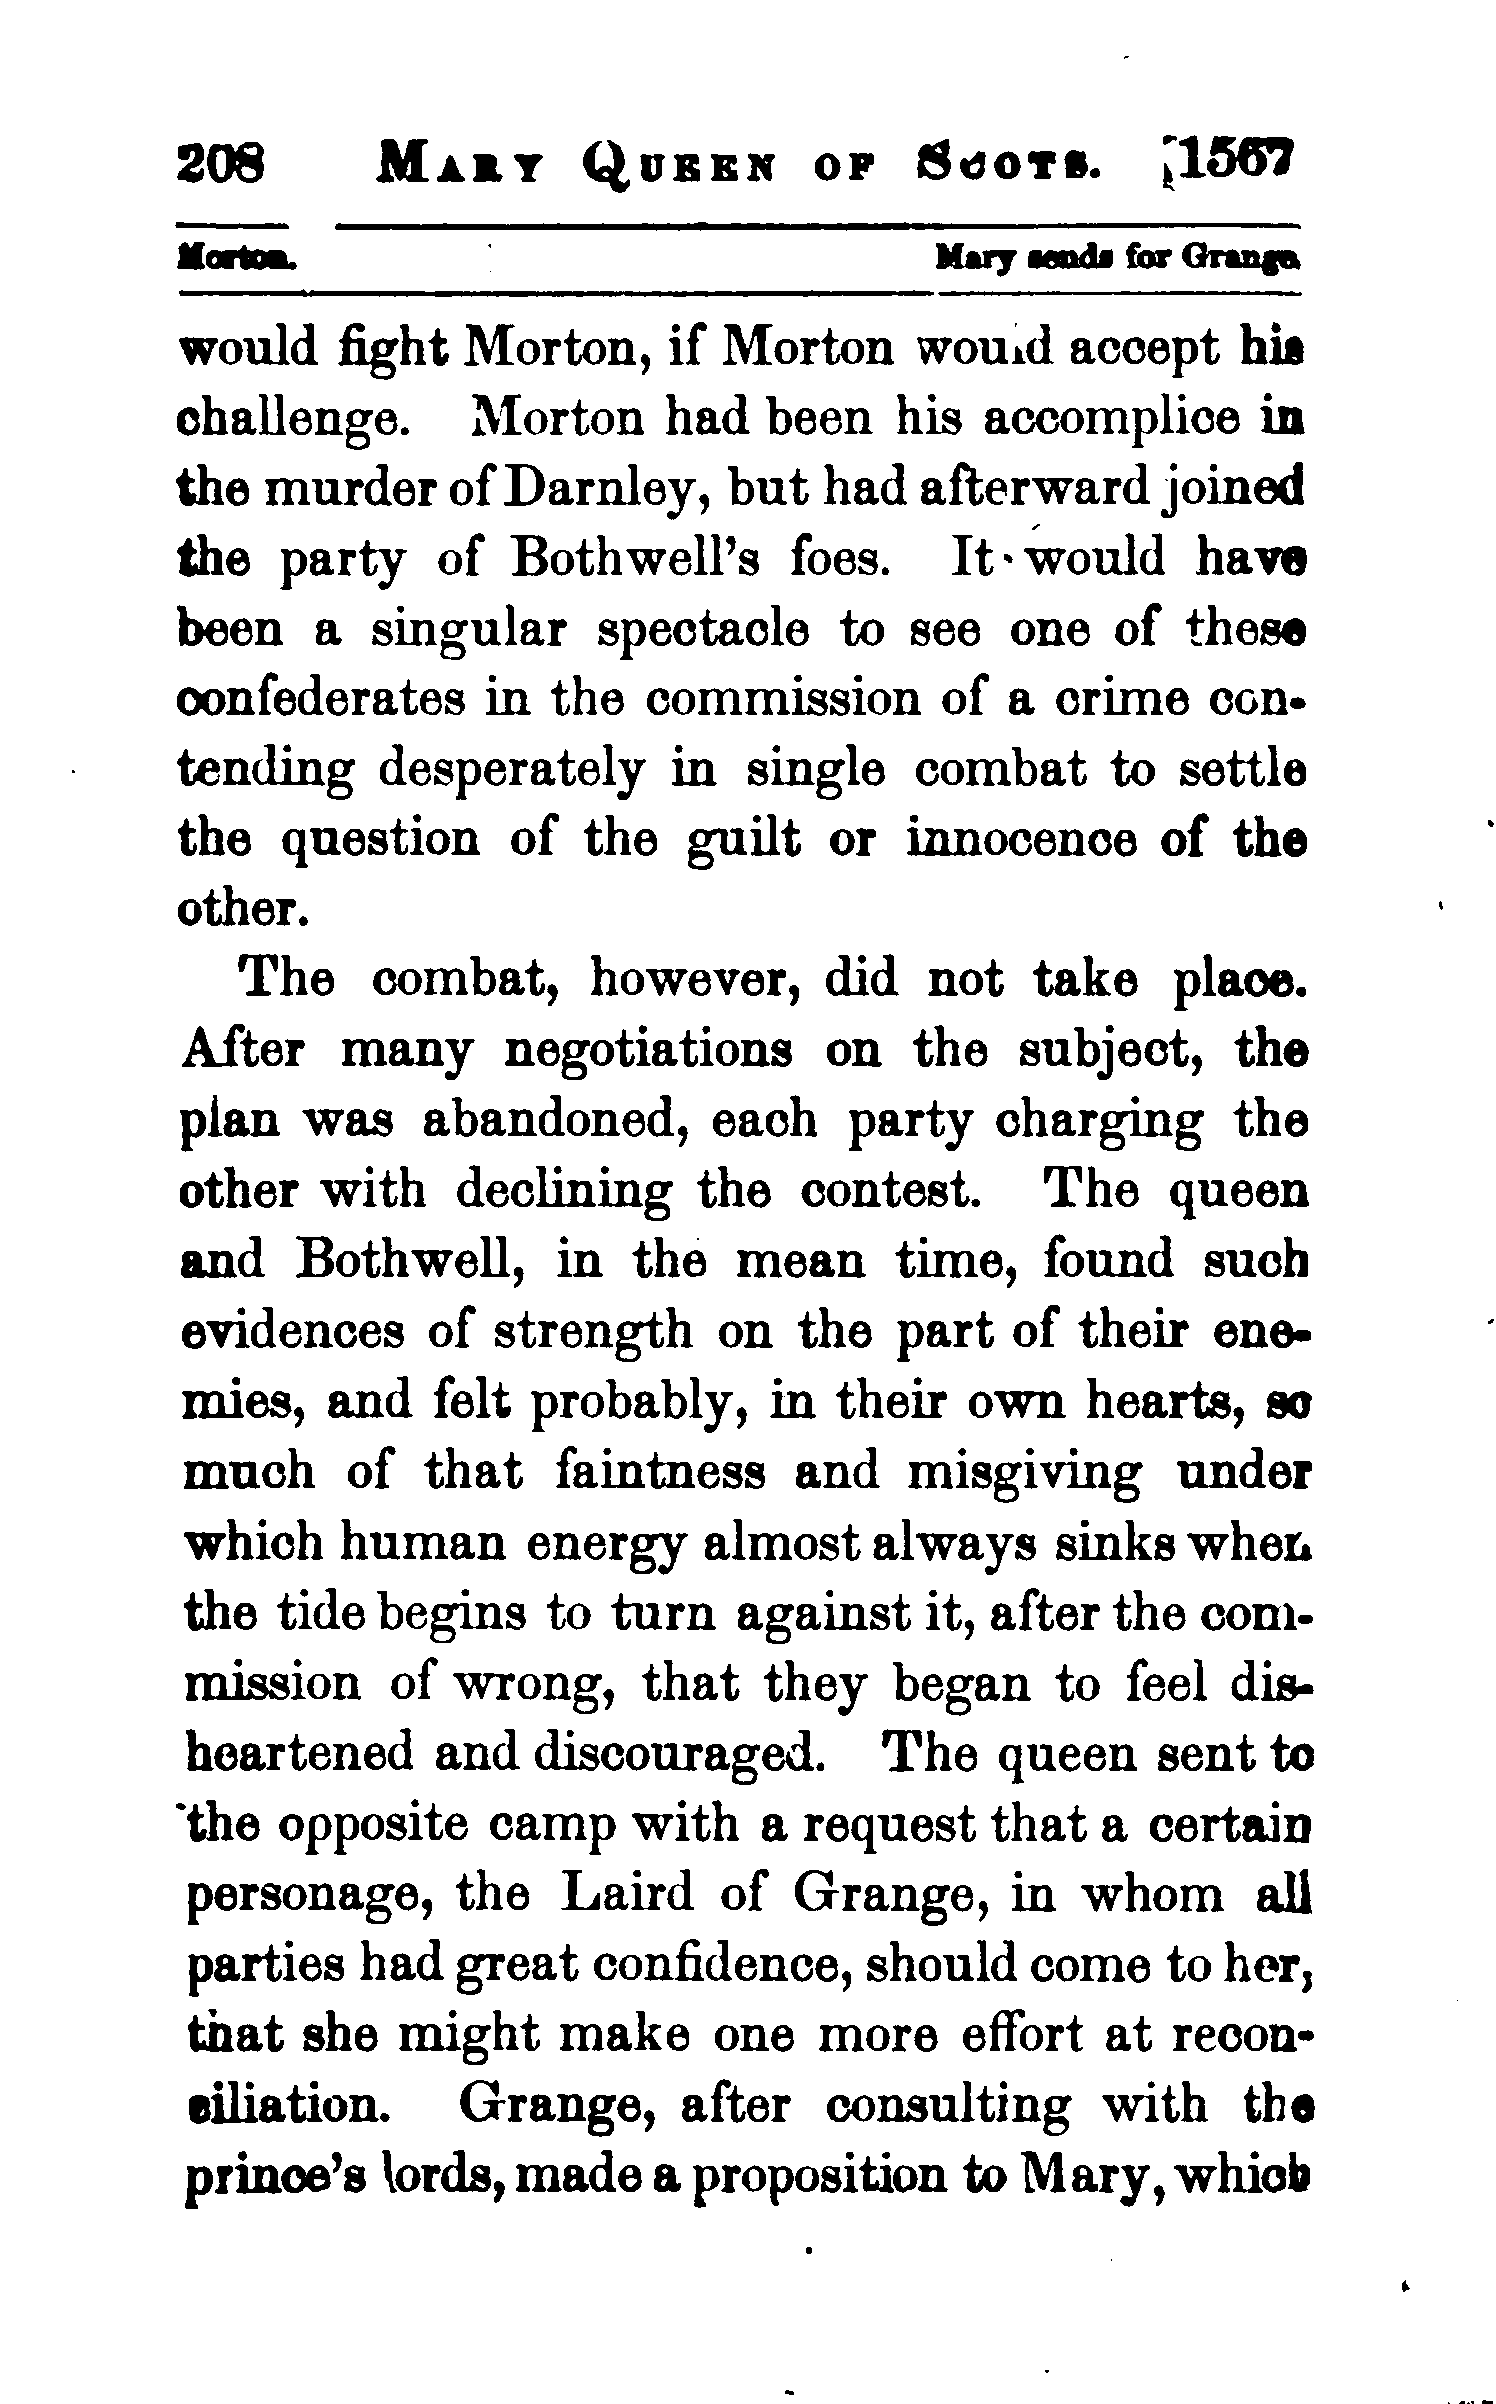 208 MARY QUEEN OF SCOTS. [1567
Morton. Mary sends for Grange.
would fight Morton, if Morton would accept his
challenge. Morton had been his accomplice in
the murder of Darnley, but had afterward joined
the party of Bothwell's foes. It would have
been a singular spectacle to see one of these
confederates in the commission of a crime con-
tending desperately in single combat to settle
the question of the guilt or innocence of the
other.
The combat, however, did not take place.
After many negotiations on the subject, the
plan was abandoned, each party charging the
other with declining the contest. The queen
and Bothwell, in the mean time, found such
evidences of strength on the part of their ene-
mies, and felt probably, in their own hearts, so
much of that faintness and misgiving under
which human energy almost always sinks when
the tide begins to turn against it, after the com-
mission of wrong, that they began to feel dis-
heartened and discouraged. The queen sent to
the opposite camp with a request that a certain
personage, the Laird of Grange, in whom all
parties had great confidence, should come to her,
that she might make one more effort at recon-
ciliation. Grange, after consulting with the
prince's lords, made a proposition to Mary, which